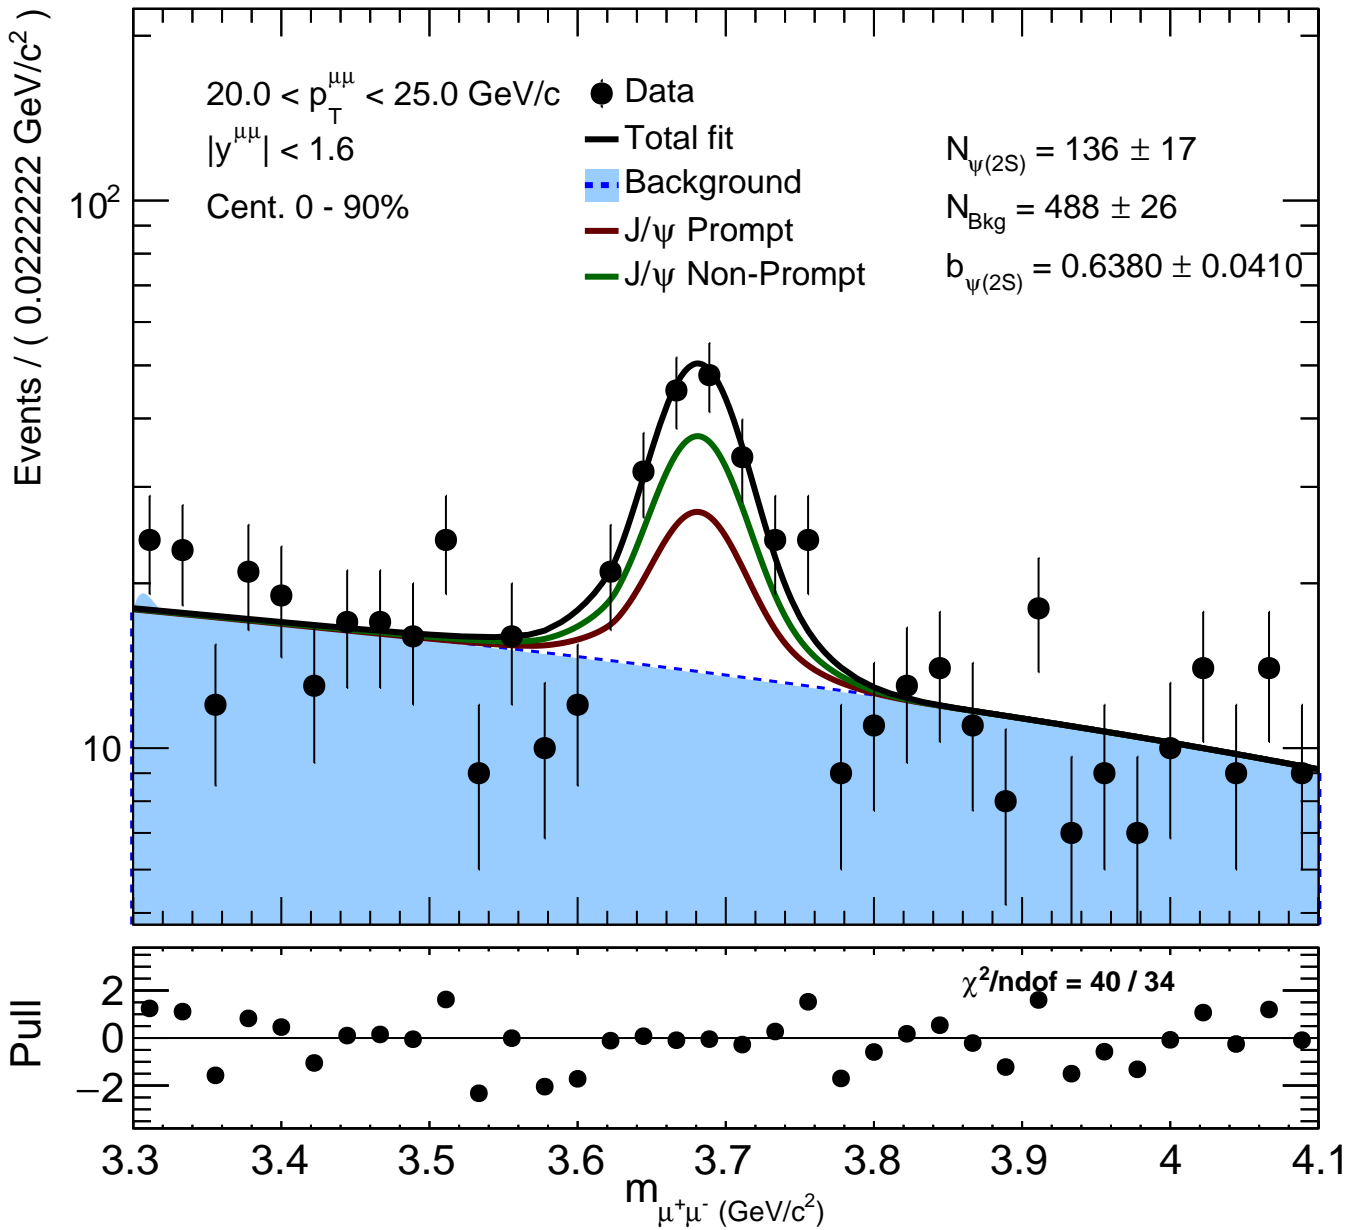 Events / ( 0.0222222 GeV/c² )
20.0 < p_T^μμ < 25.0 GeV/c
|y^μμ| < 1.6
Cent. 0 - 90%
Data
Total fit
Background
J/ψ Prompt
J/ψ Non-Prompt
N_ψ(2S) = 136 ± 17
N_Bkg = 488 ± 26
b_ψ(2S) = 0.6380 ± 0.0410
10²
10
Pull
χ²/ndof = 40 / 34
2
0
−2
3.3 3.4 3.5 3.6 3.7 3.8 3.9 4 4.1
m_μ⁺μ⁻ (GeV/c²)